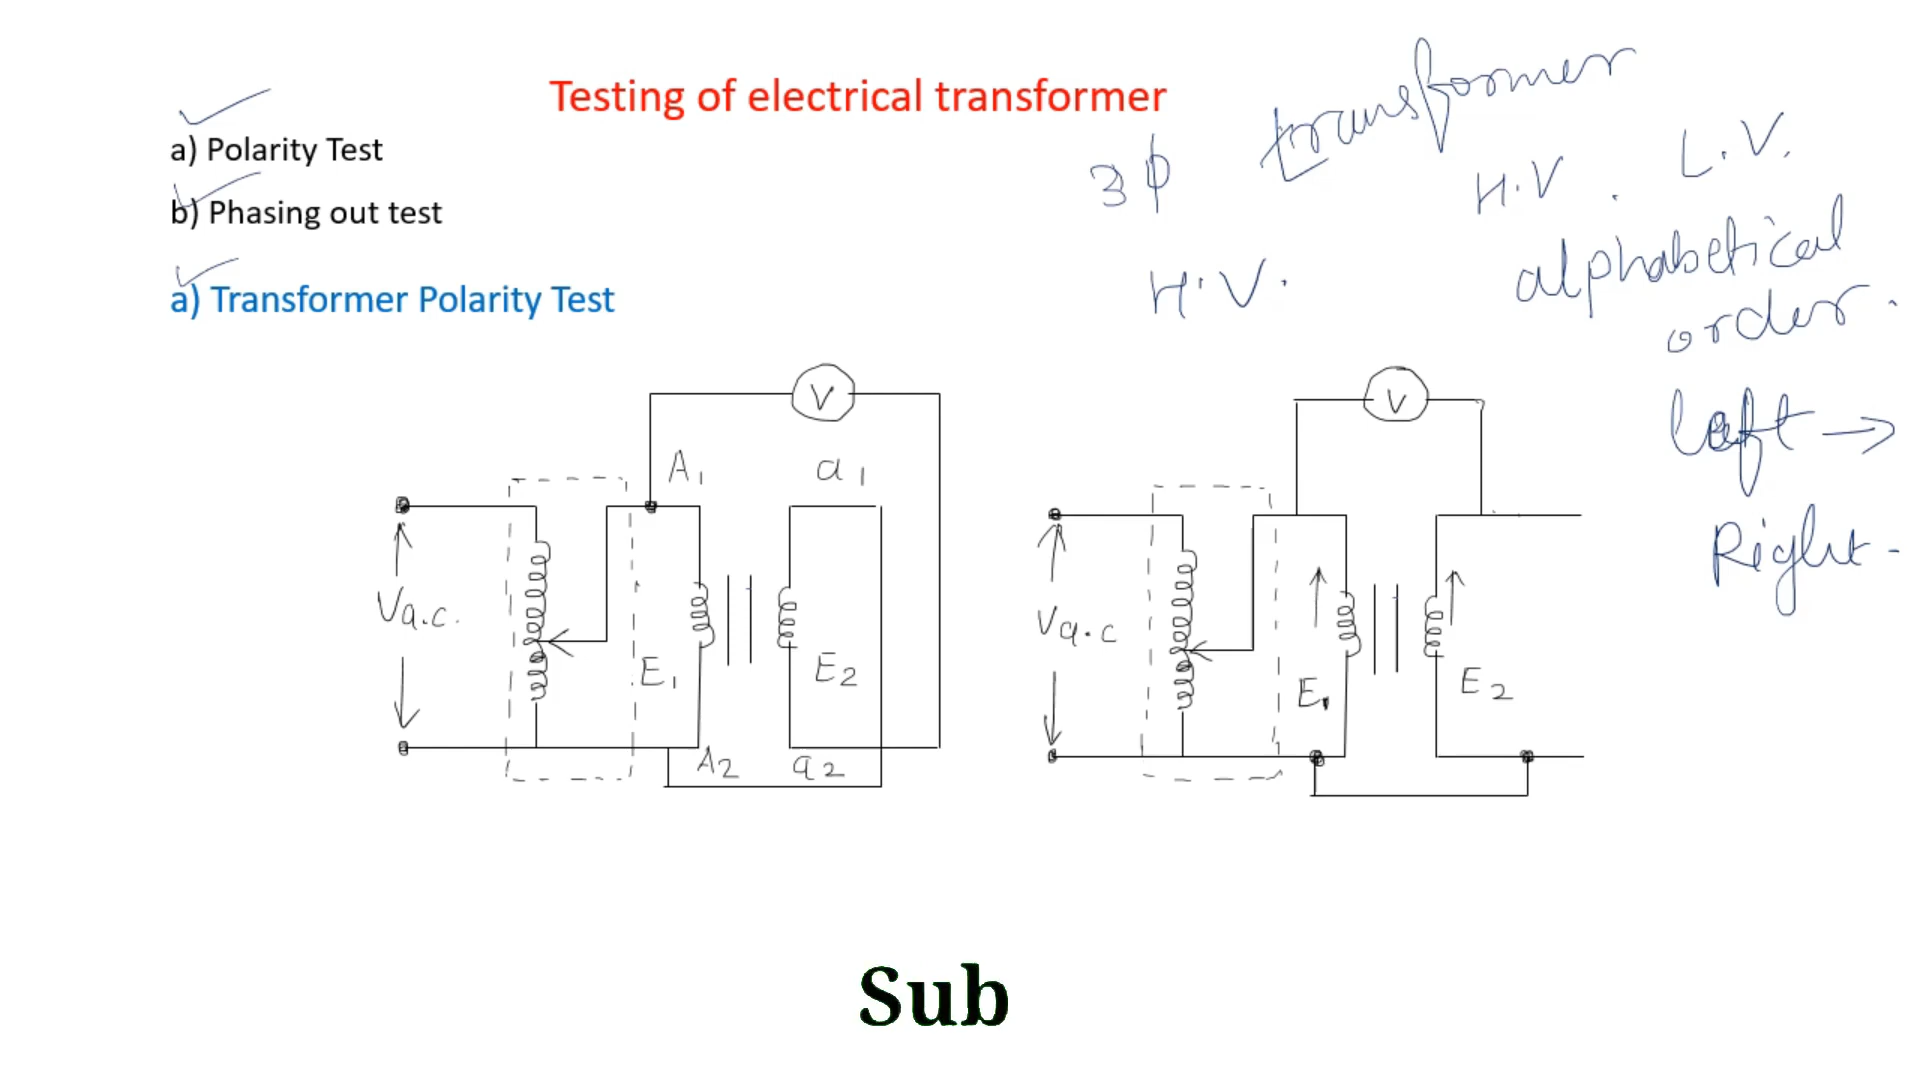 Testing of electrical transformer
a) Polarity Test
b) Phasing out test
a) Transformer Polarity Test
3ϕ transformer
H.V. L.V.
H.V.
alphabetical
order.
left →
Right -
V
A1 a1
Va.c.
E1 E2
A2 a2
V
Va.c
E1 E2
Sub